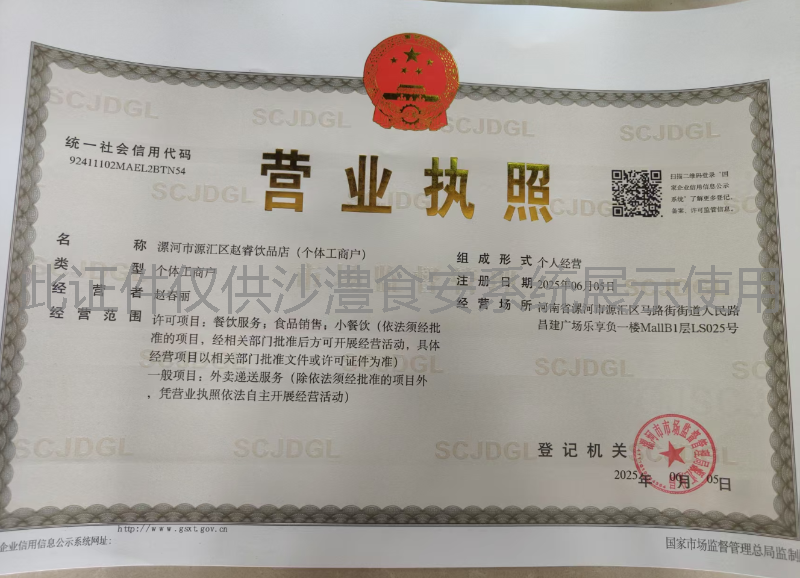 统一社会信用代码
92411102MAEL2BTN54
营业执照
扫描二维码登录“国
家企业信用信息公示
系统”了解更多登记、
备案、许可监管信息。
名称 漯河市源汇区赵睿饮品店（个体工商户）
类型 个体工商户
经营者 赵春丽
经营范围 许可项目：餐饮服务；食品销售；小餐饮（依法须经批
准的项目，经相关部门批准后方可开展经营活动，具体
经营项目以相关部门批准文件或许可证件为准）
一般项目：外卖递送服务（除依法须经批准的项目外
，凭营业执照依法自主开展经营活动）
组成形式 个人经营
注册日期 2025年06月05日
经营场所 河南省漯河市源汇区马路街街道人民路
昌建广场乐享负一楼MallB1层LS025号
此证件仅供沙澧食安系统展示使用
登记机关
2025年06月05日
http://www.gsxt.gov.cn
企业信用信息公示系统网址：
国家市场监督管理总局监制
SCJDGL